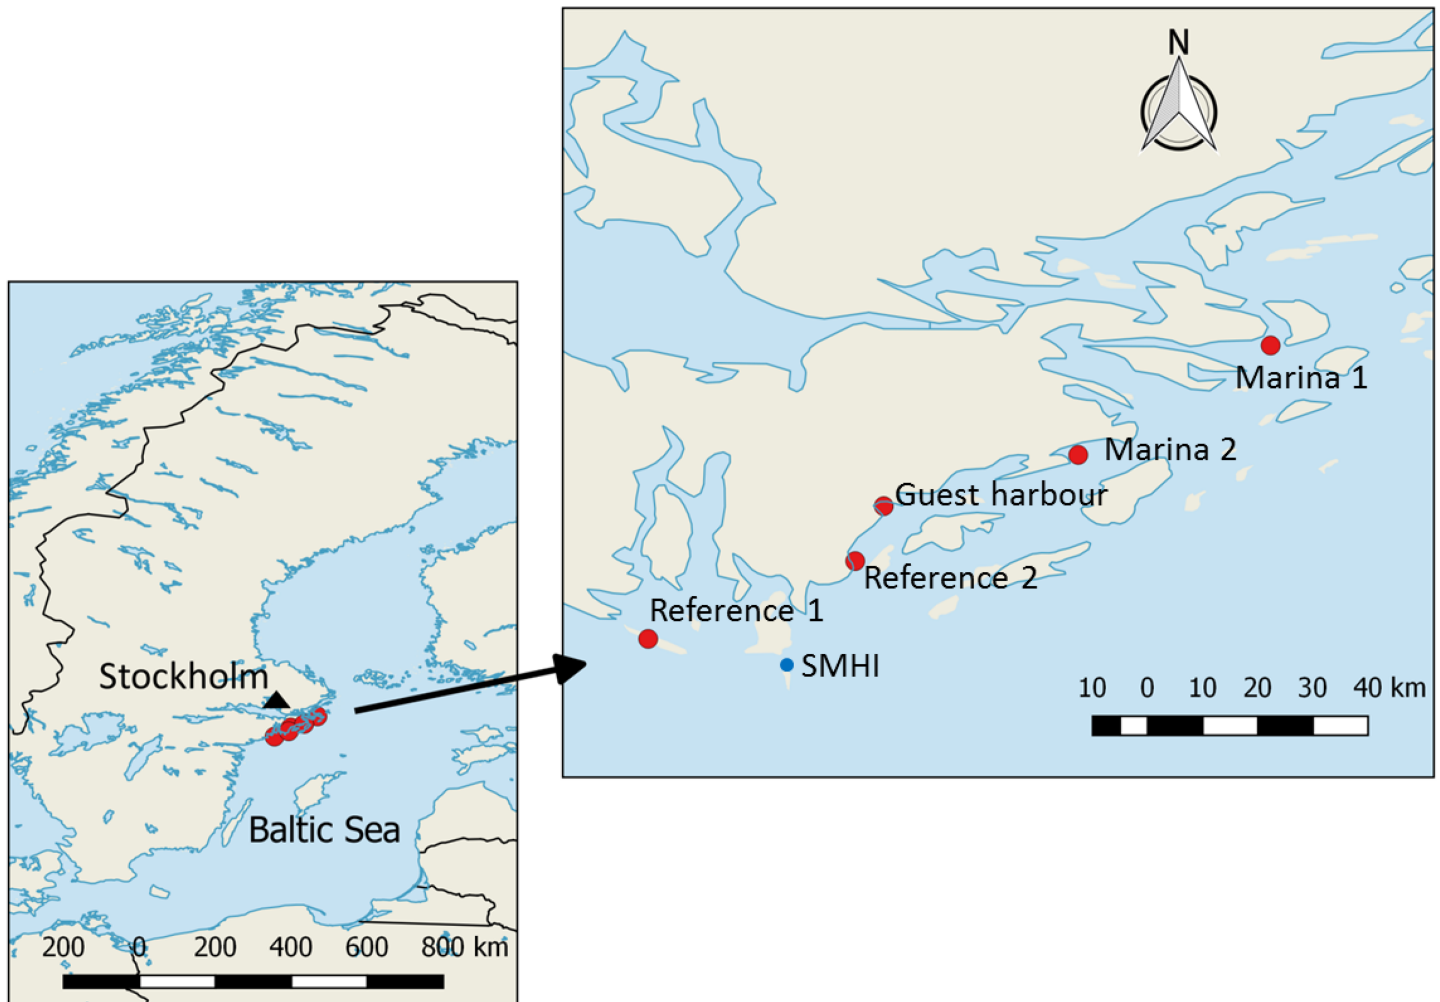 N
Marina 1
Marina 2
Guest harbour
Reference 2
Reference 1
SMHI
10 0 10 20 30 40 km
Stockholm
Baltic Sea
200 0 200 400 600 800 km